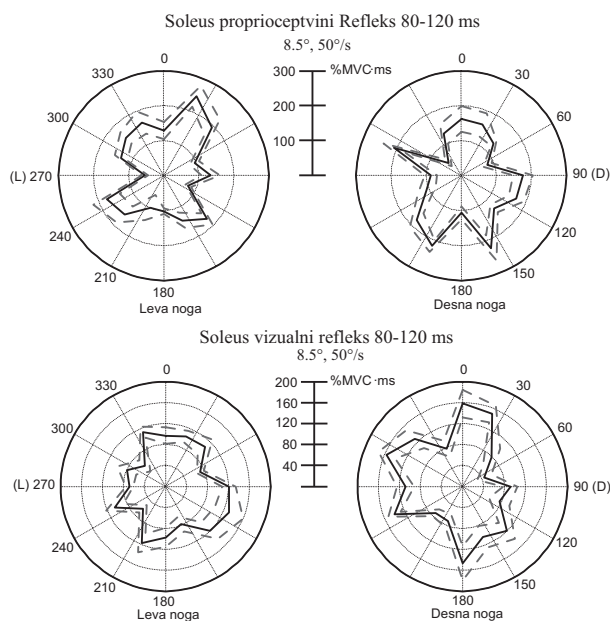 Soleus proprioceptvini Refleks 80-120 ms
8.5°, 50°/s
0
330
300
(L) 270
240
210
180
Leva noga
300
200
100
%MVC·ms
0
30
60
90 (D)
120
150
180
Desna noga
Soleus vizualni refleks 80-120 ms
8.5°, 50°/s
0
330
300
(L) 270
240
210
180
Leva noga
200
160
120
80
40
%MVC·ms
0
30
60
90 (D)
120
150
180
Desna noga